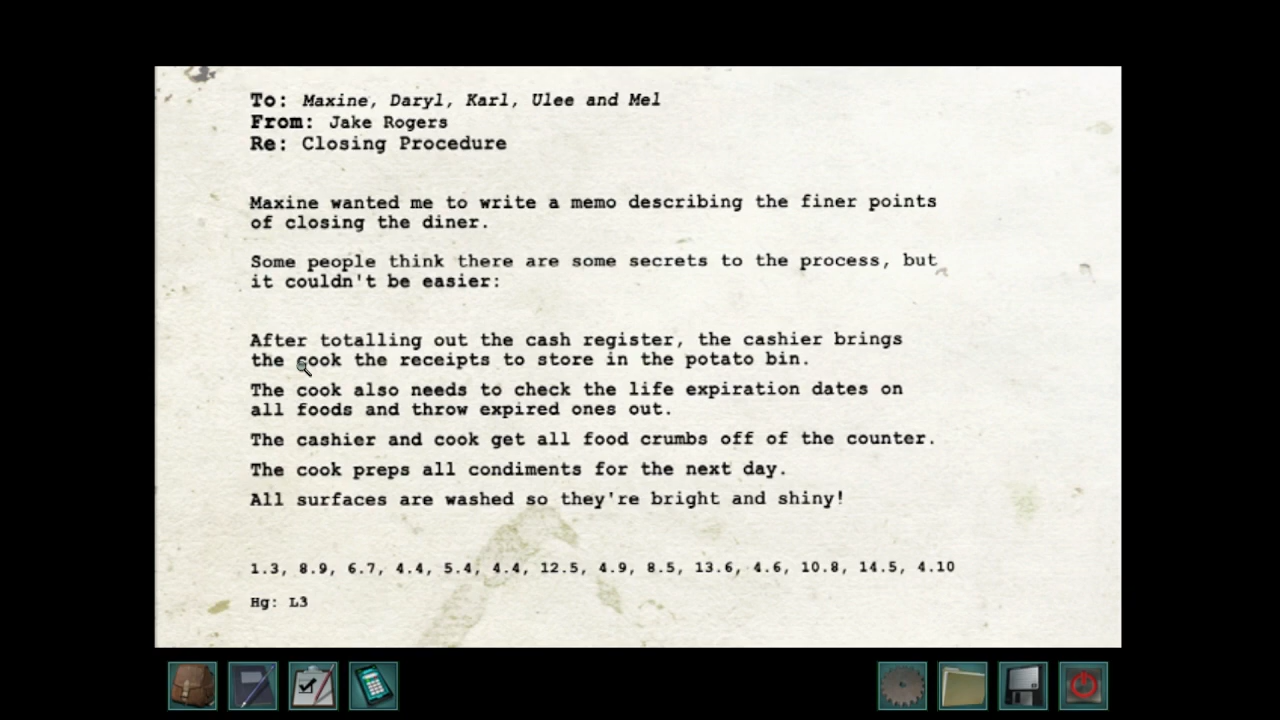 To: Maxine, Daryl, Karl, Ulee and Mel
From: Jake Rogers
Re: Closing Procedure
Maxine wanted me to write a memo describing the finer points
of closing the diner.
Some people think there are some secrets to the process, but
it couldn't be easier:
After totalling out the cash register, the cashier brings
the cook the receipts to store in the potato bin.
The cook also needs to check the life expiration dates on
all foods and throw expired ones out.
The cashier and cook get all food crumbs off of the counter.
The cook preps all condiments for the next day.
All surfaces are washed so they're bright and shiny!
1.3, 8.9, 6.7, 4.4, 5.4, 4.4, 12.5, 4.9, 8.5, 13.6, 4.6, 10.8, 14.5, 4.10
Hg: L3